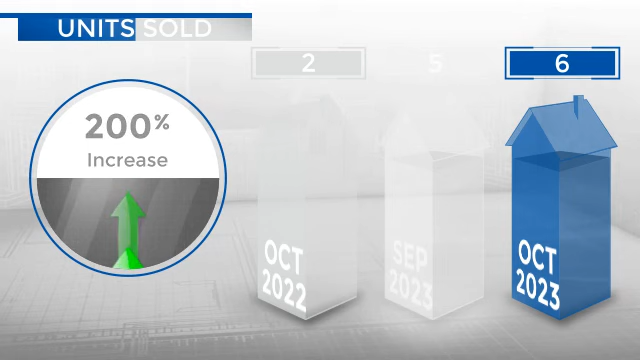 UNITS SOLD
2
5
6
200%
Increase
OCT
2022
SEP
2023
OCT
2023